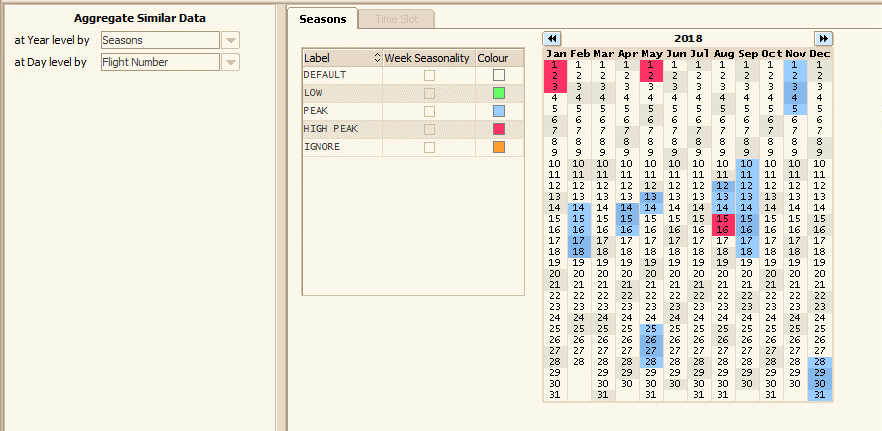 Aggregate Similar Data
at Year level by Seasons
at Day level by Flight Number
Seasons Time Slot
Label Week Seasonality Colour
DEFAULT
LOW
PEAK
HIGH PEAK
IGNORE
2018
Jan Feb Mar Apr May Jun Jul Aug Sep Oct Nov Dec
1 1 1 1 1 1 1 1 1 1 1 1
2 2 2 2 2 2 2 2 2 2 2 2
3 3 3 3 3 3 3 3 3 3 3 3
4 4 4 4 4 4 4 4 4 4 4 4
5 5 5 5 5 5 5 5 5 5 5 5
6 6 6 6 6 6 6 6 6 6 6 6
7 7 7 7 7 7 7 7 7 7 7 7
8 8 8 8 8 8 8 8 8 8 8 8
9 9 9 9 9 9 9 9 9 9 9 9
10 10 10 10 10 10 10 10 10 10 10 10
11 11 11 11 11 11 11 11 11 11 11 11
12 12 12 12 12 12 12 12 12 12 12 12
13 13 13 13 13 13 13 13 13 13 13 13
14 14 14 14 14 14 14 14 14 14 14 14
15 15 15 15 15 15 15 15 15 15 15 15
16 16 16 16 16 16 16 16 16 16 16 16
17 17 17 17 17 17 17 17 17 17 17 17
18 18 18 18 18 18 18 18 18 18 18 18
19 19 19 19 19 19 19 19 19 19 19 19
20 20 20 20 20 20 20 20 20 20 20 20
21 21 21 21 21 21 21 21 21 21 21 21
22 22 22 22 22 22 22 22 22 22 22 22
23 23 23 23 23 23 23 23 23 23 23 23
24 24 24 24 24 24 24 24 24 24 24 24
25 25 25 25 25 25 25 25 25 25 25 25
26 26 26 26 26 26 26 26 26 26 26 26
27 27 27 27 27 27 27 27 27 27 27 27
28 28 28 28 28 28 28 28 28 28 28 28
29 29 29 29 29 29 29 29 29 29 29
30 30 30 30 30 30 30 30 30 30 30
31 31 31 31 31 31 31